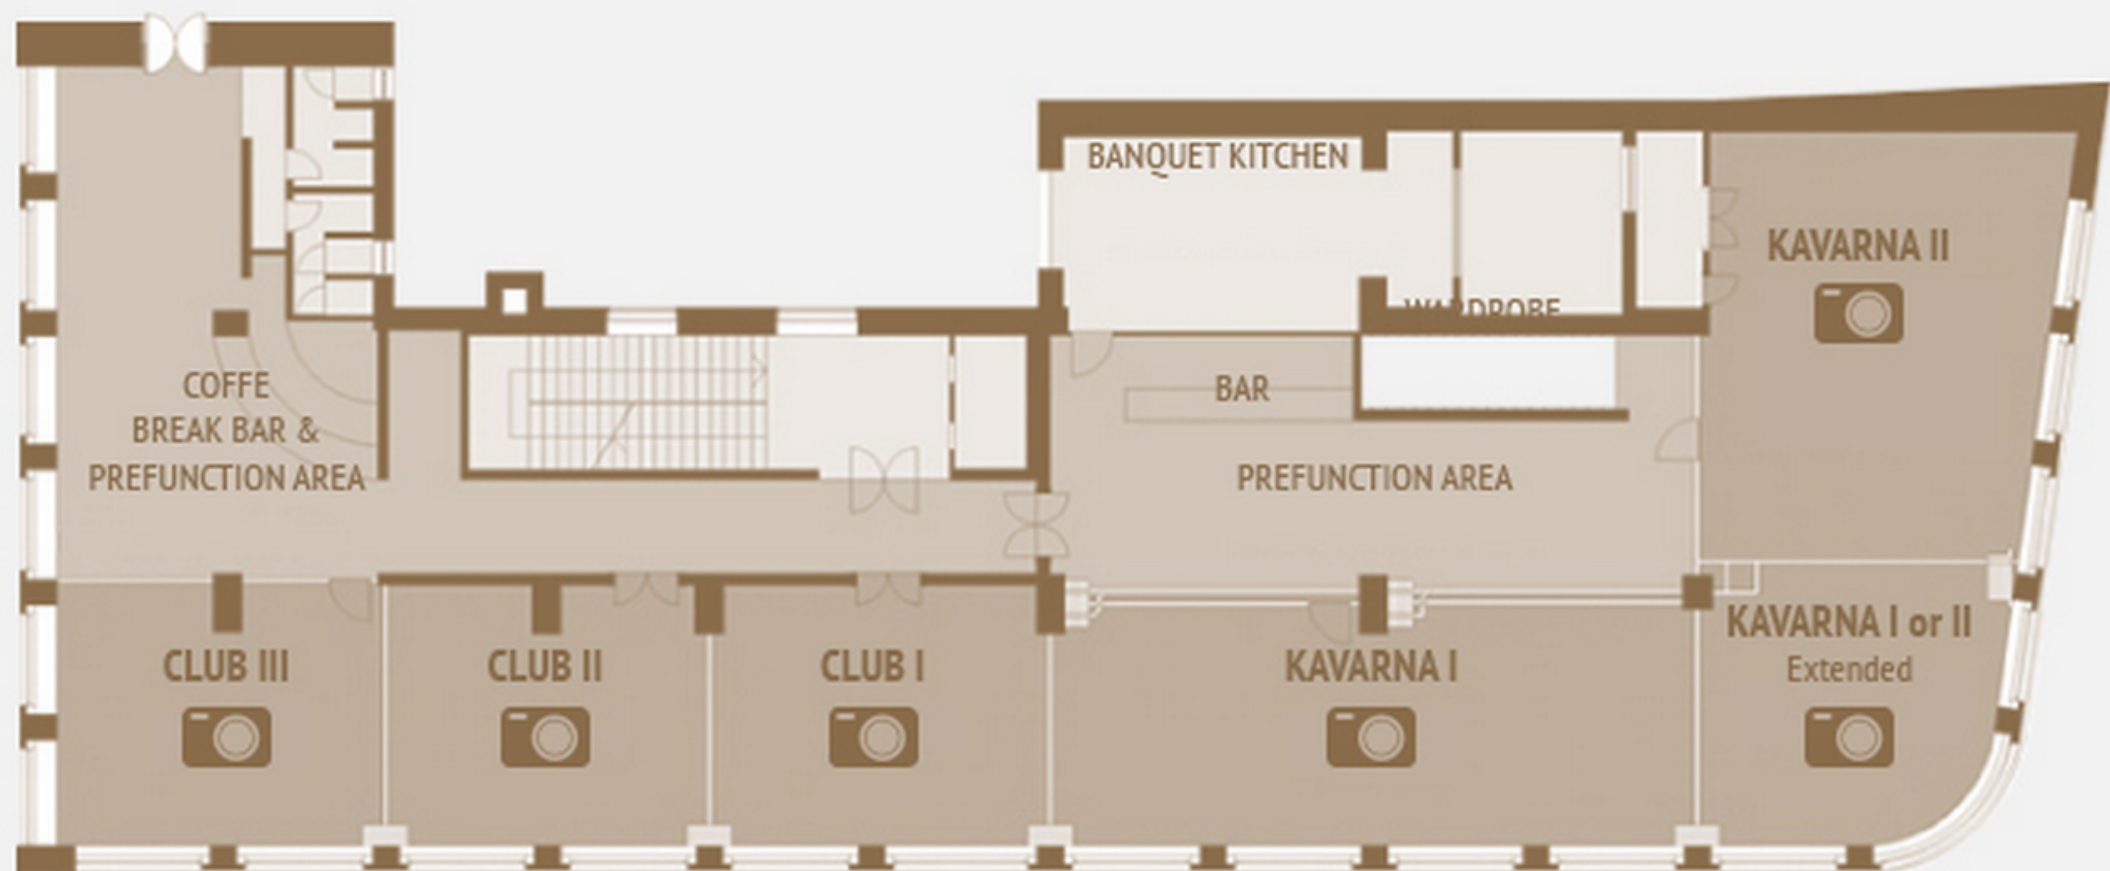 BANQUET KITCHEN
KAVARNA II
WARDROBE
COFFE
BREAK BAR &
PREFUNCTION AREA
BAR
PREFUNCTION AREA
KAVARNA I or II
Extended
CLUB III
CLUB II
CLUB I
KAVARNA I